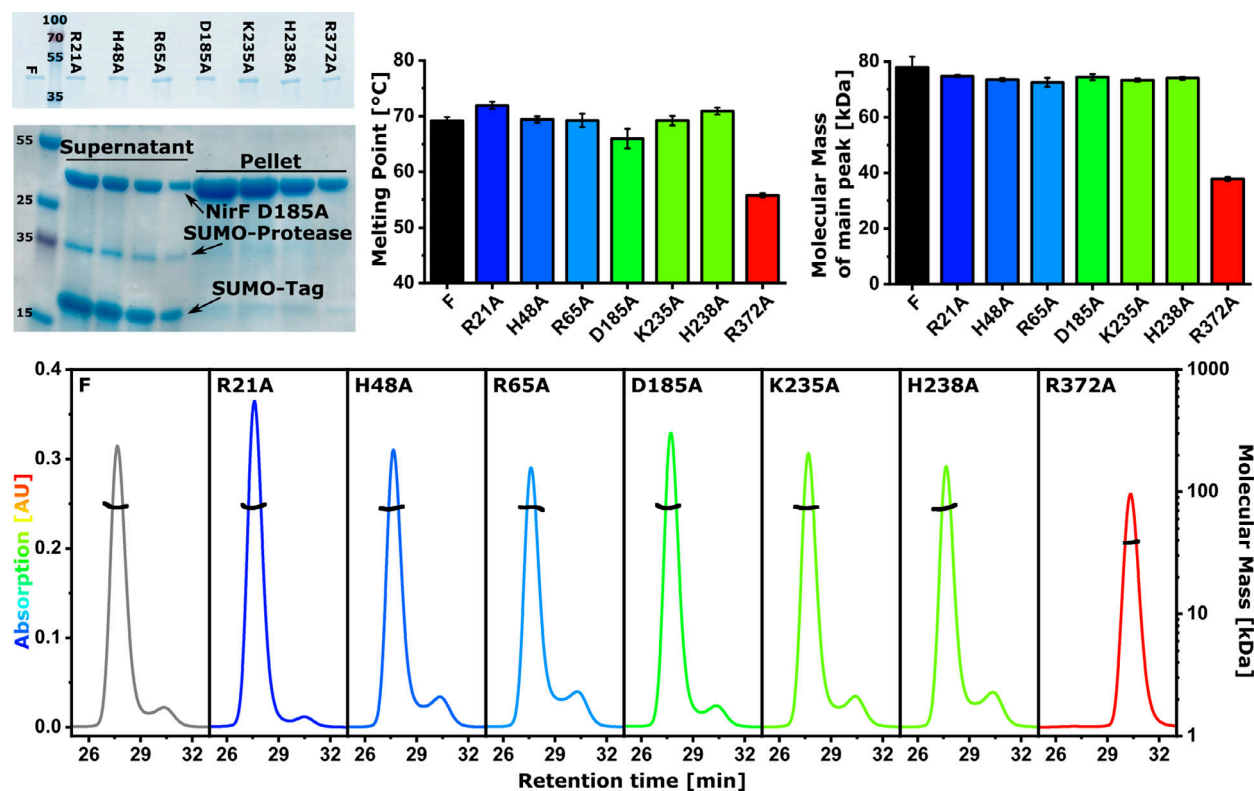 100
70
55
35
F
R21A
H48A
R65A
D185A
K235A
H238A
R372A
55
25
35
15
Supernatant
Pellet
NirF D185A
SUMO-Protease
SUMO-Tag
Melting Point [°C]
80
70
60
50
40
F
R21A
H48A
R65A
D185A
K235A
H238A
R372A
Molecular Mass
of main peak [kDa]
80
60
40
20
0
F
R21A
H48A
R65A
D185A
K235A
H238A
R372A
Absorption [AU]
0.4
0.3
0.2
0.1
0.0
F
R21A
H48A
R65A
D185A
K235A
H238A
R372A
1000
100
10
1
Molecular Mass [kDa]
26 29 32 26 29 32 26 29 32 26 29 32 26 29 32 26 29 32 26 29 32 26 29 32
Retention time [min]